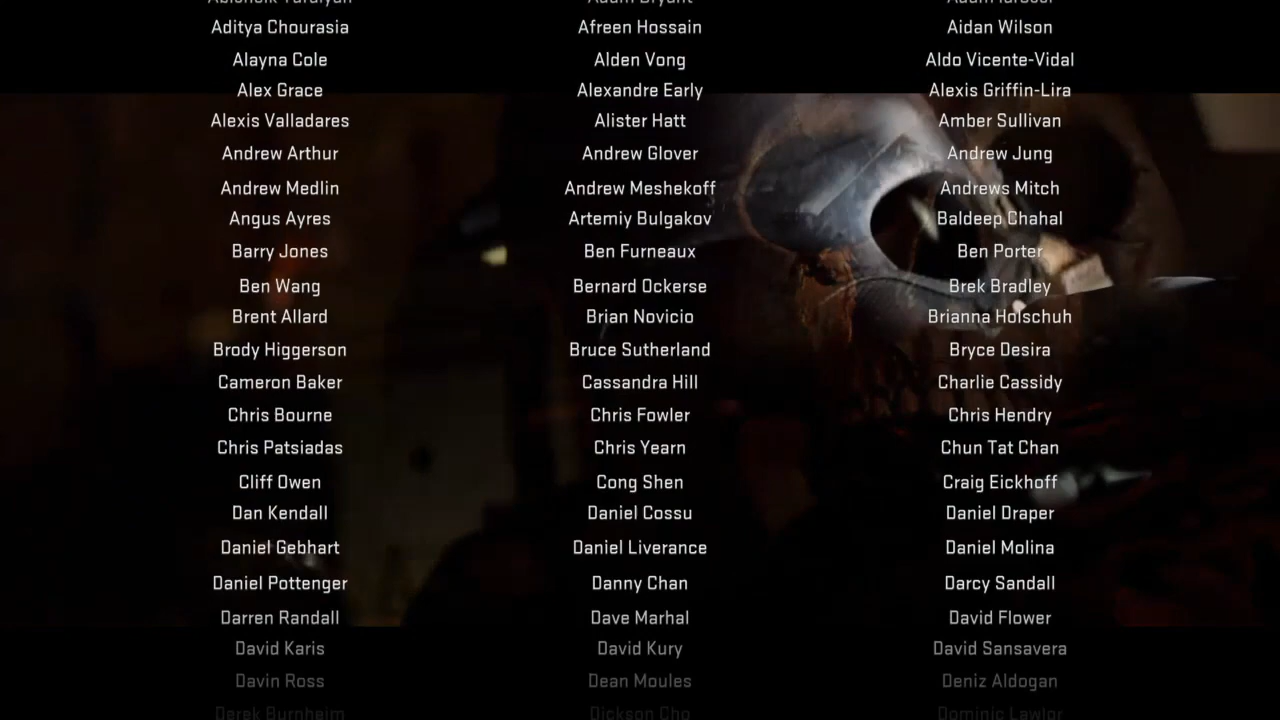 Aditya Chourasia Afreen Hossain Aidan Wilson
Alayna Cole Alden Vong Aldo Vicente-Vidal
Alex Grace Alexandre Early Alexis Griffin-Lira
Alexis Valladares Alister Hatt Amber Sullivan
Andrew Arthur Andrew Glover Andrew Jung
Andrew Medlin Andrew Meshekoff Andrews Mitch
Angus Ayres Artemiy Bulgakov Baldeep Chahal
Barry Jones Ben Furneaux Ben Porter
Ben Wang Bernard Ockerse Brek Bradley
Brent Allard Brian Novicio Brianna Holschuh
Brody Higgerson Bruce Sutherland Bryce Desira
Cameron Baker Cassandra Hill Charlie Cassidy
Chris Bourne Chris Fowler Chris Hendry
Chris Patsiadas Chris Yearn Chun Tat Chan
Cliff Owen Cong Shen Craig Eickhoff
Dan Kendall Daniel Cossu Daniel Draper
Daniel Gebhart Daniel Liverance Daniel Molina
Daniel Pottenger Danny Chan Darcy Sandall
Darren Randall Dave Marhal David Flower
David Karis David Kury David Sansavera
Davin Ross Dean Moules Deniz Aldogan
Derek Burnheim Dickson Cho Dominic Lawlor